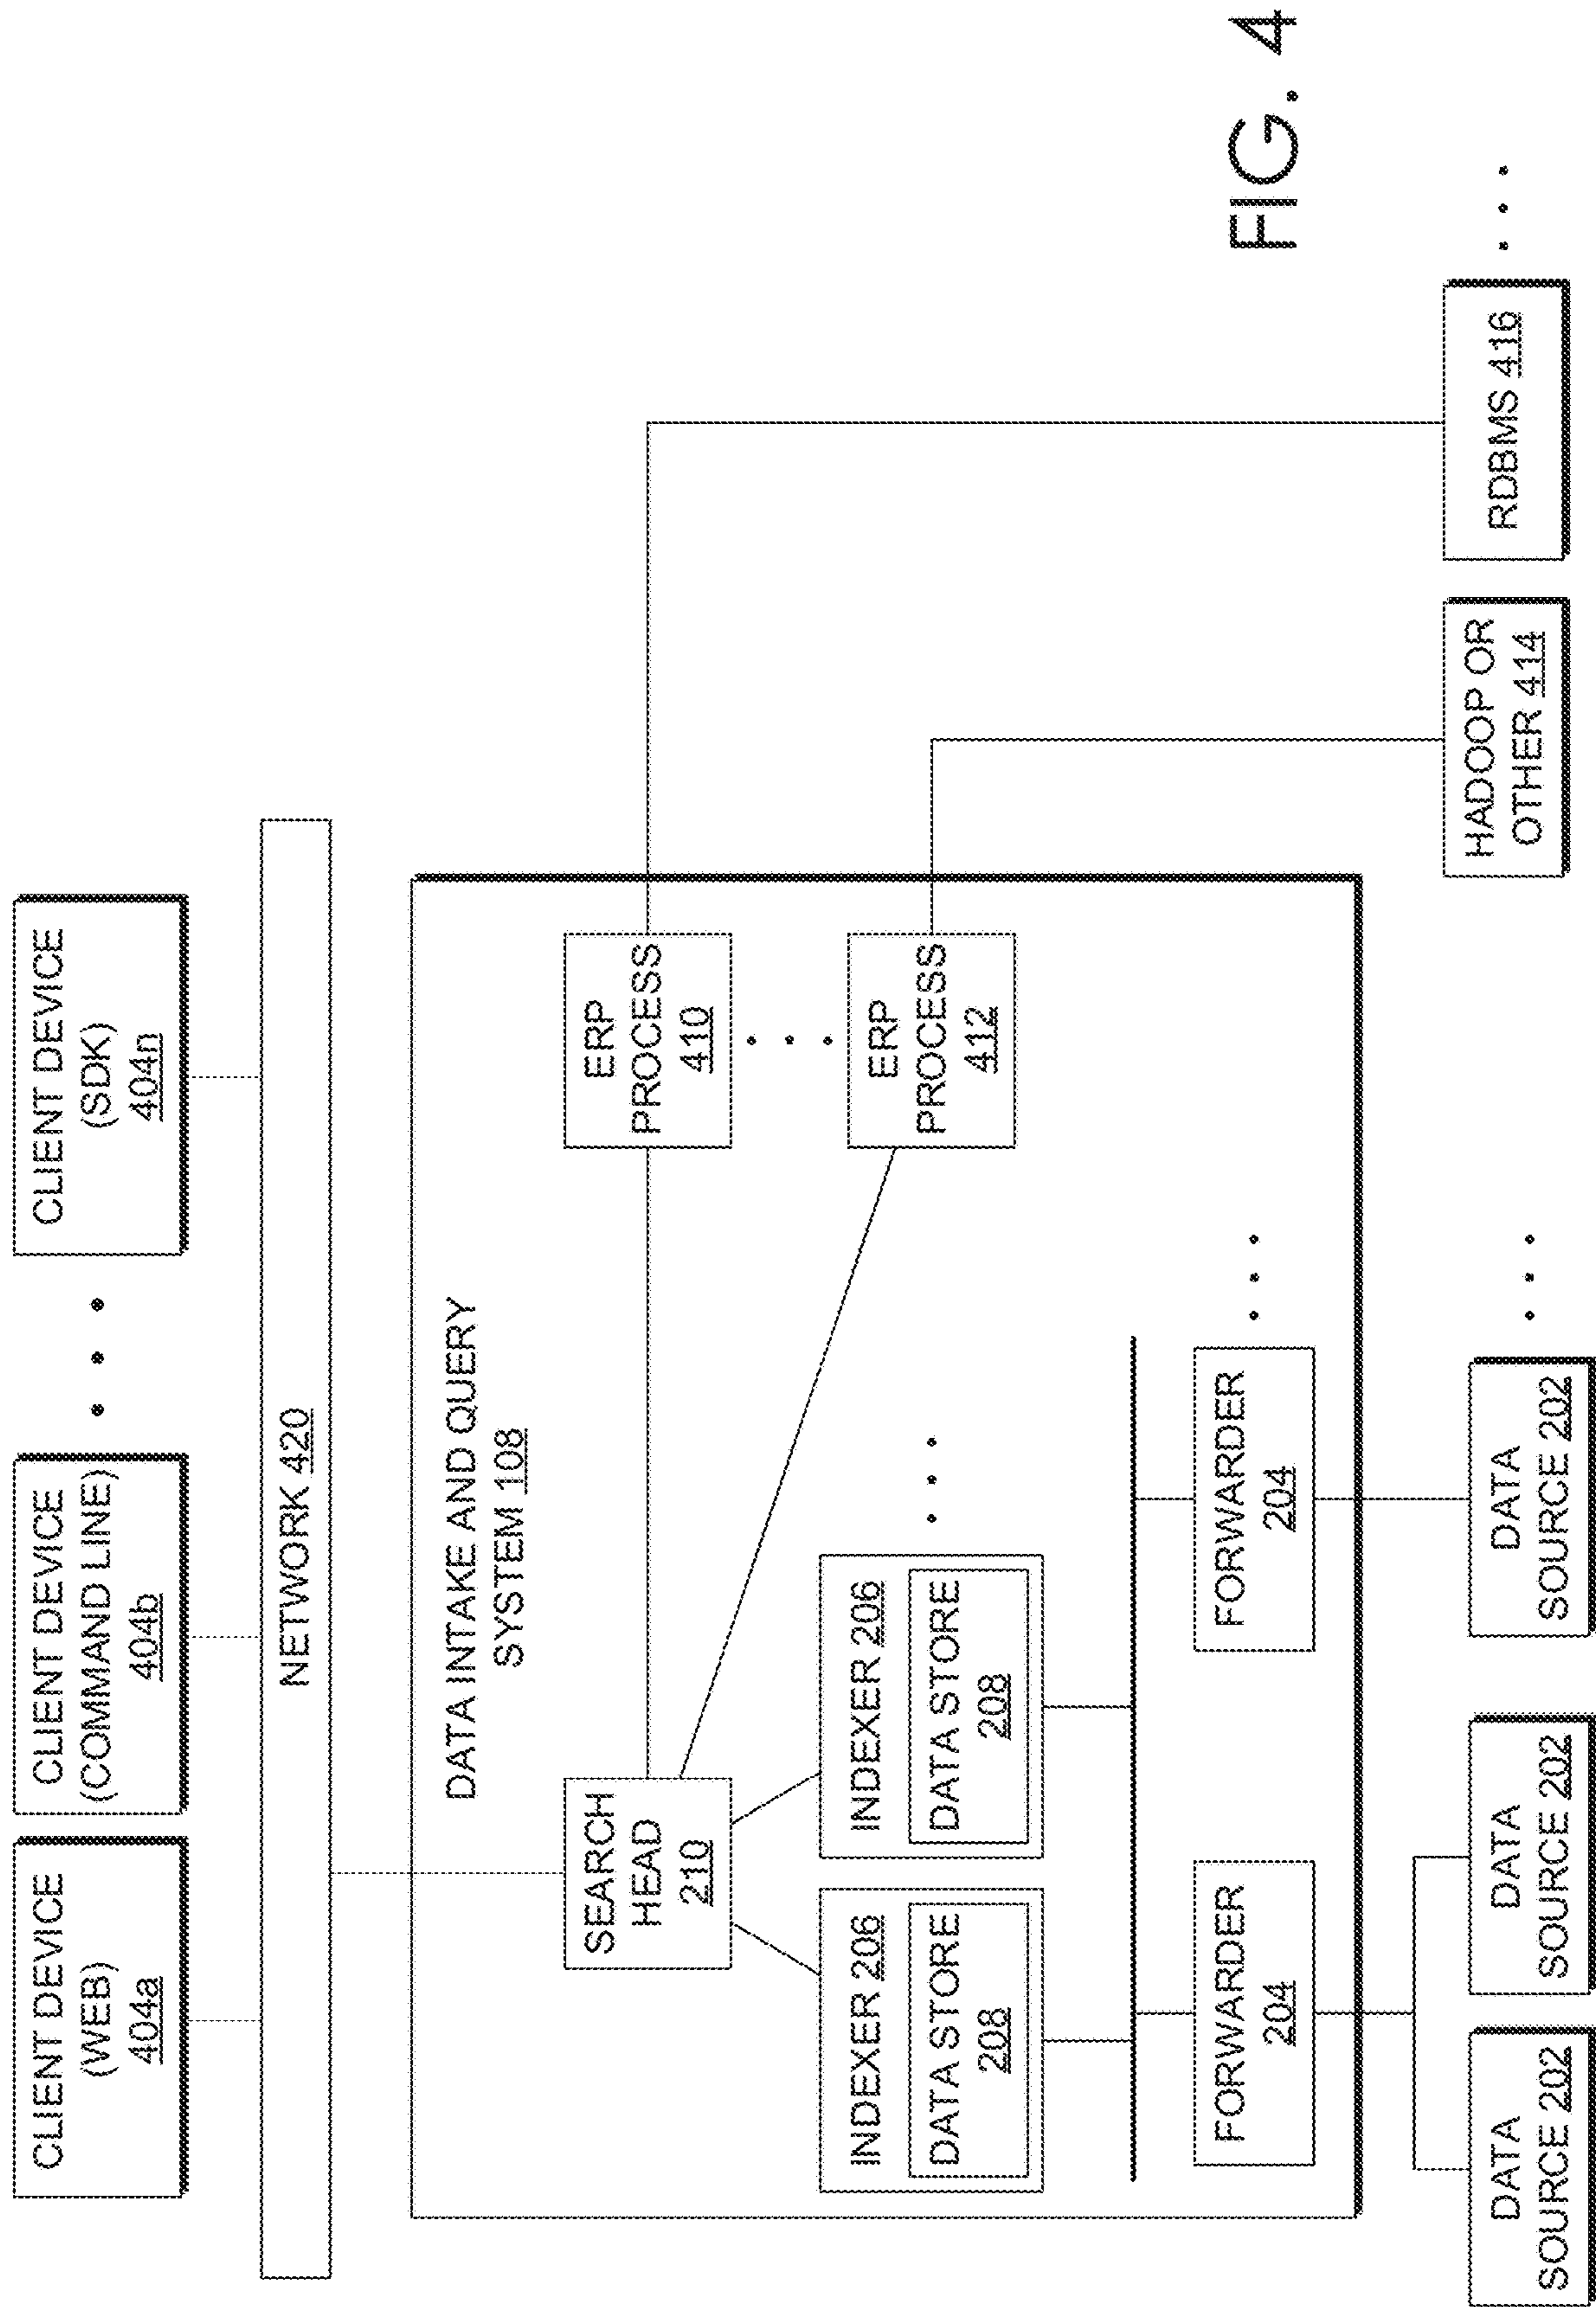 CLIENT DEVICE
(WEB)
404a
CLIENT DEVICE
(COMMAND LINE)
404b
CLIENT DEVICE
(SDK)
404n
NETWORK 420
DATA INTAKE AND QUERY
SYSTEM 108
SEARCH
HEAD
210
ERP
PROCESS
410
ERP
PROCESS
412
INDEXER 206
DATA STORE
208
INDEXER 206
DATA STORE
208
FORWARDER
204
FORWARDER
204
DATA
SOURCE 202
DATA
SOURCE 202
DATA
SOURCE 202
HADOOP OR
OTHER 414
RDBMS 416
FIG. 4